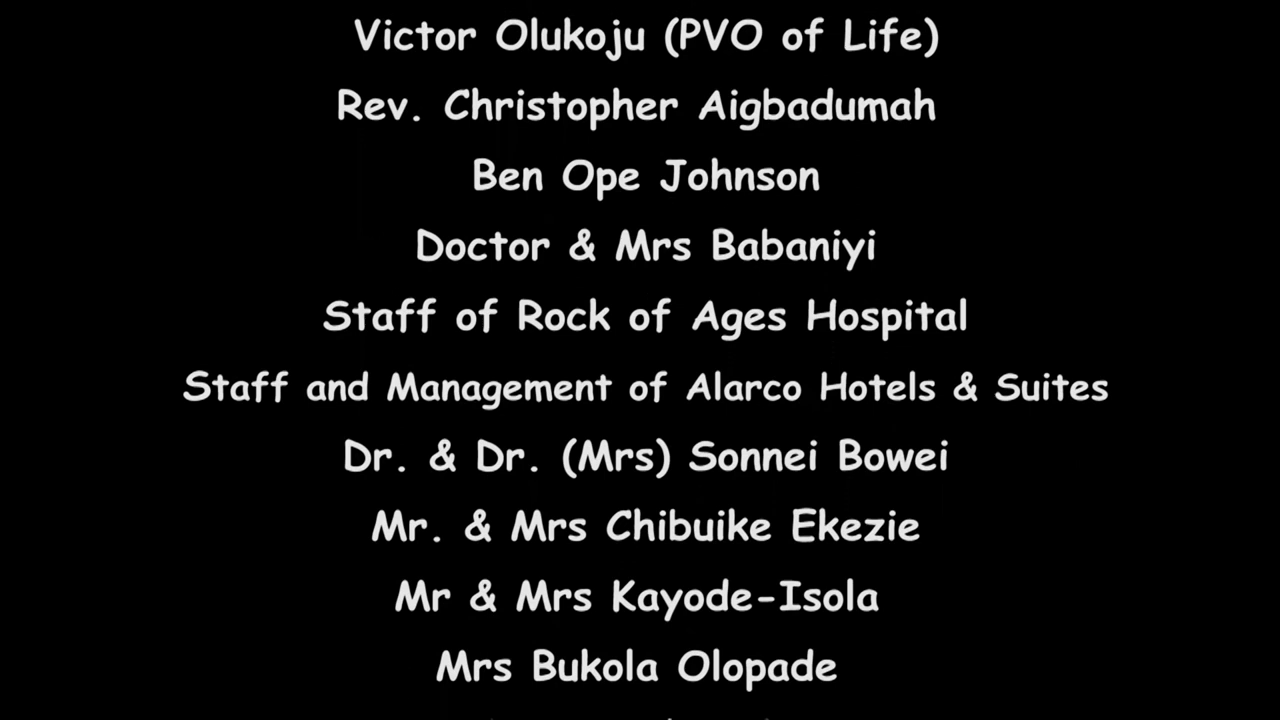 Victor Olukoju (PVO of Life)
Rev. Christopher Aigbadumah
Ben Ope Johnson
Doctor & Mrs Babaniyi
Staff of Rock of Ages Hospital
Staff and Management of Alarco Hotels & Suites
Dr. & Dr. (Mrs) Sonnei Bowei
Mr. & Mrs Chibuike Ekezie
Mr & Mrs Kayode-Isola
Mrs Bukola Olopade